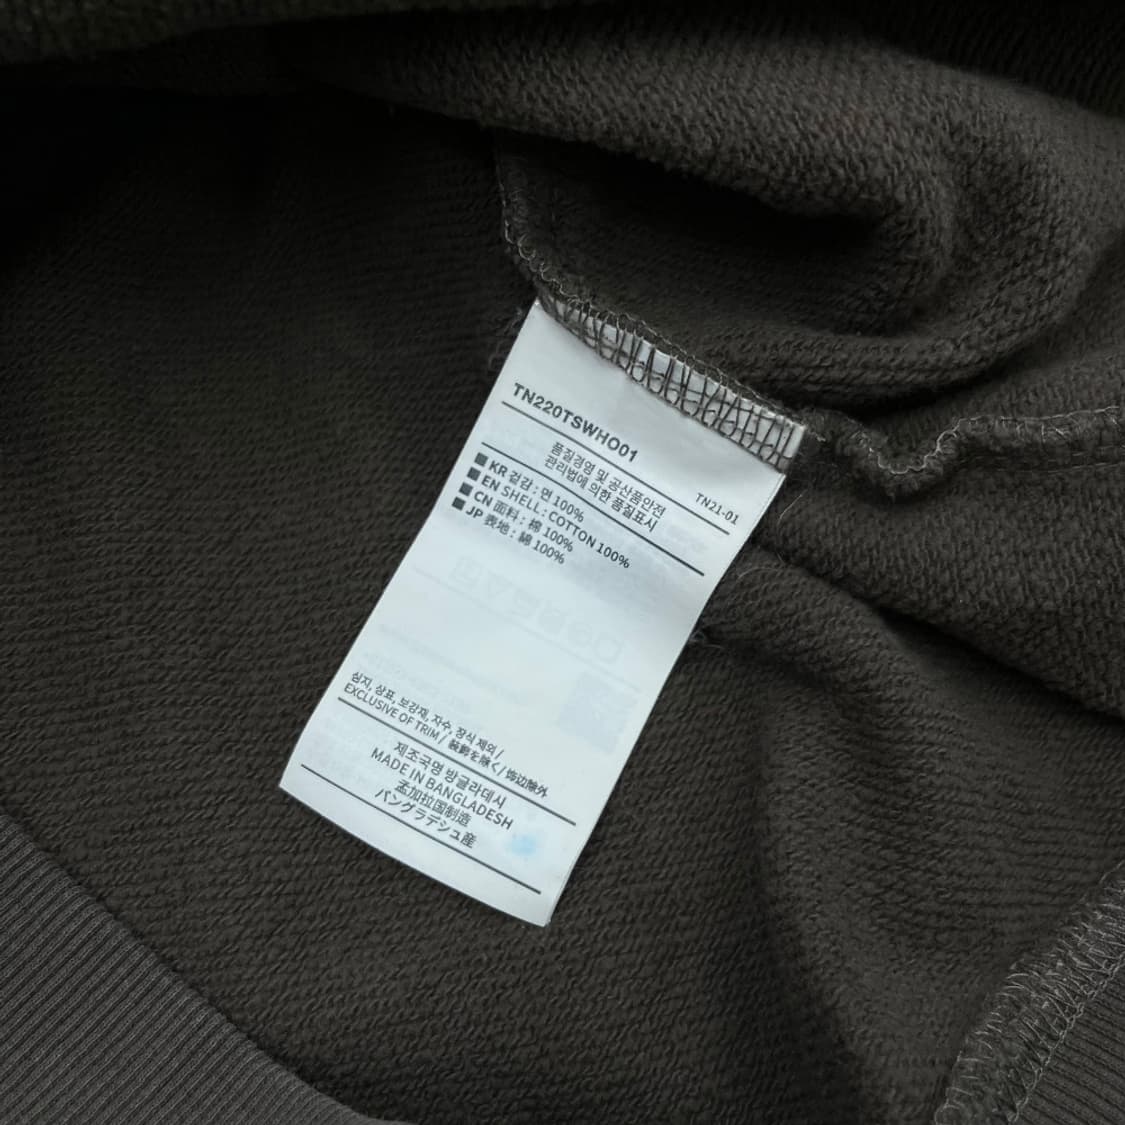 TN220TSWHO01
TN21-01
품질경영 및 공산품안전
관리법에 의한 품질표시
KR 겉감 : 면 100%
EN SHELL : COTTON 100%
CN 面料 : 棉 100%
JP 表地 : 綿 100%
심지, 상표, 보강재, 자수, 장식 제외 /
EXCLUSIVE OF TRIM / 装飾を除く / 饰边除外
제조국명 방글라데시
MADE IN BANGLADESH
孟加拉国制造
バングラデシュ産